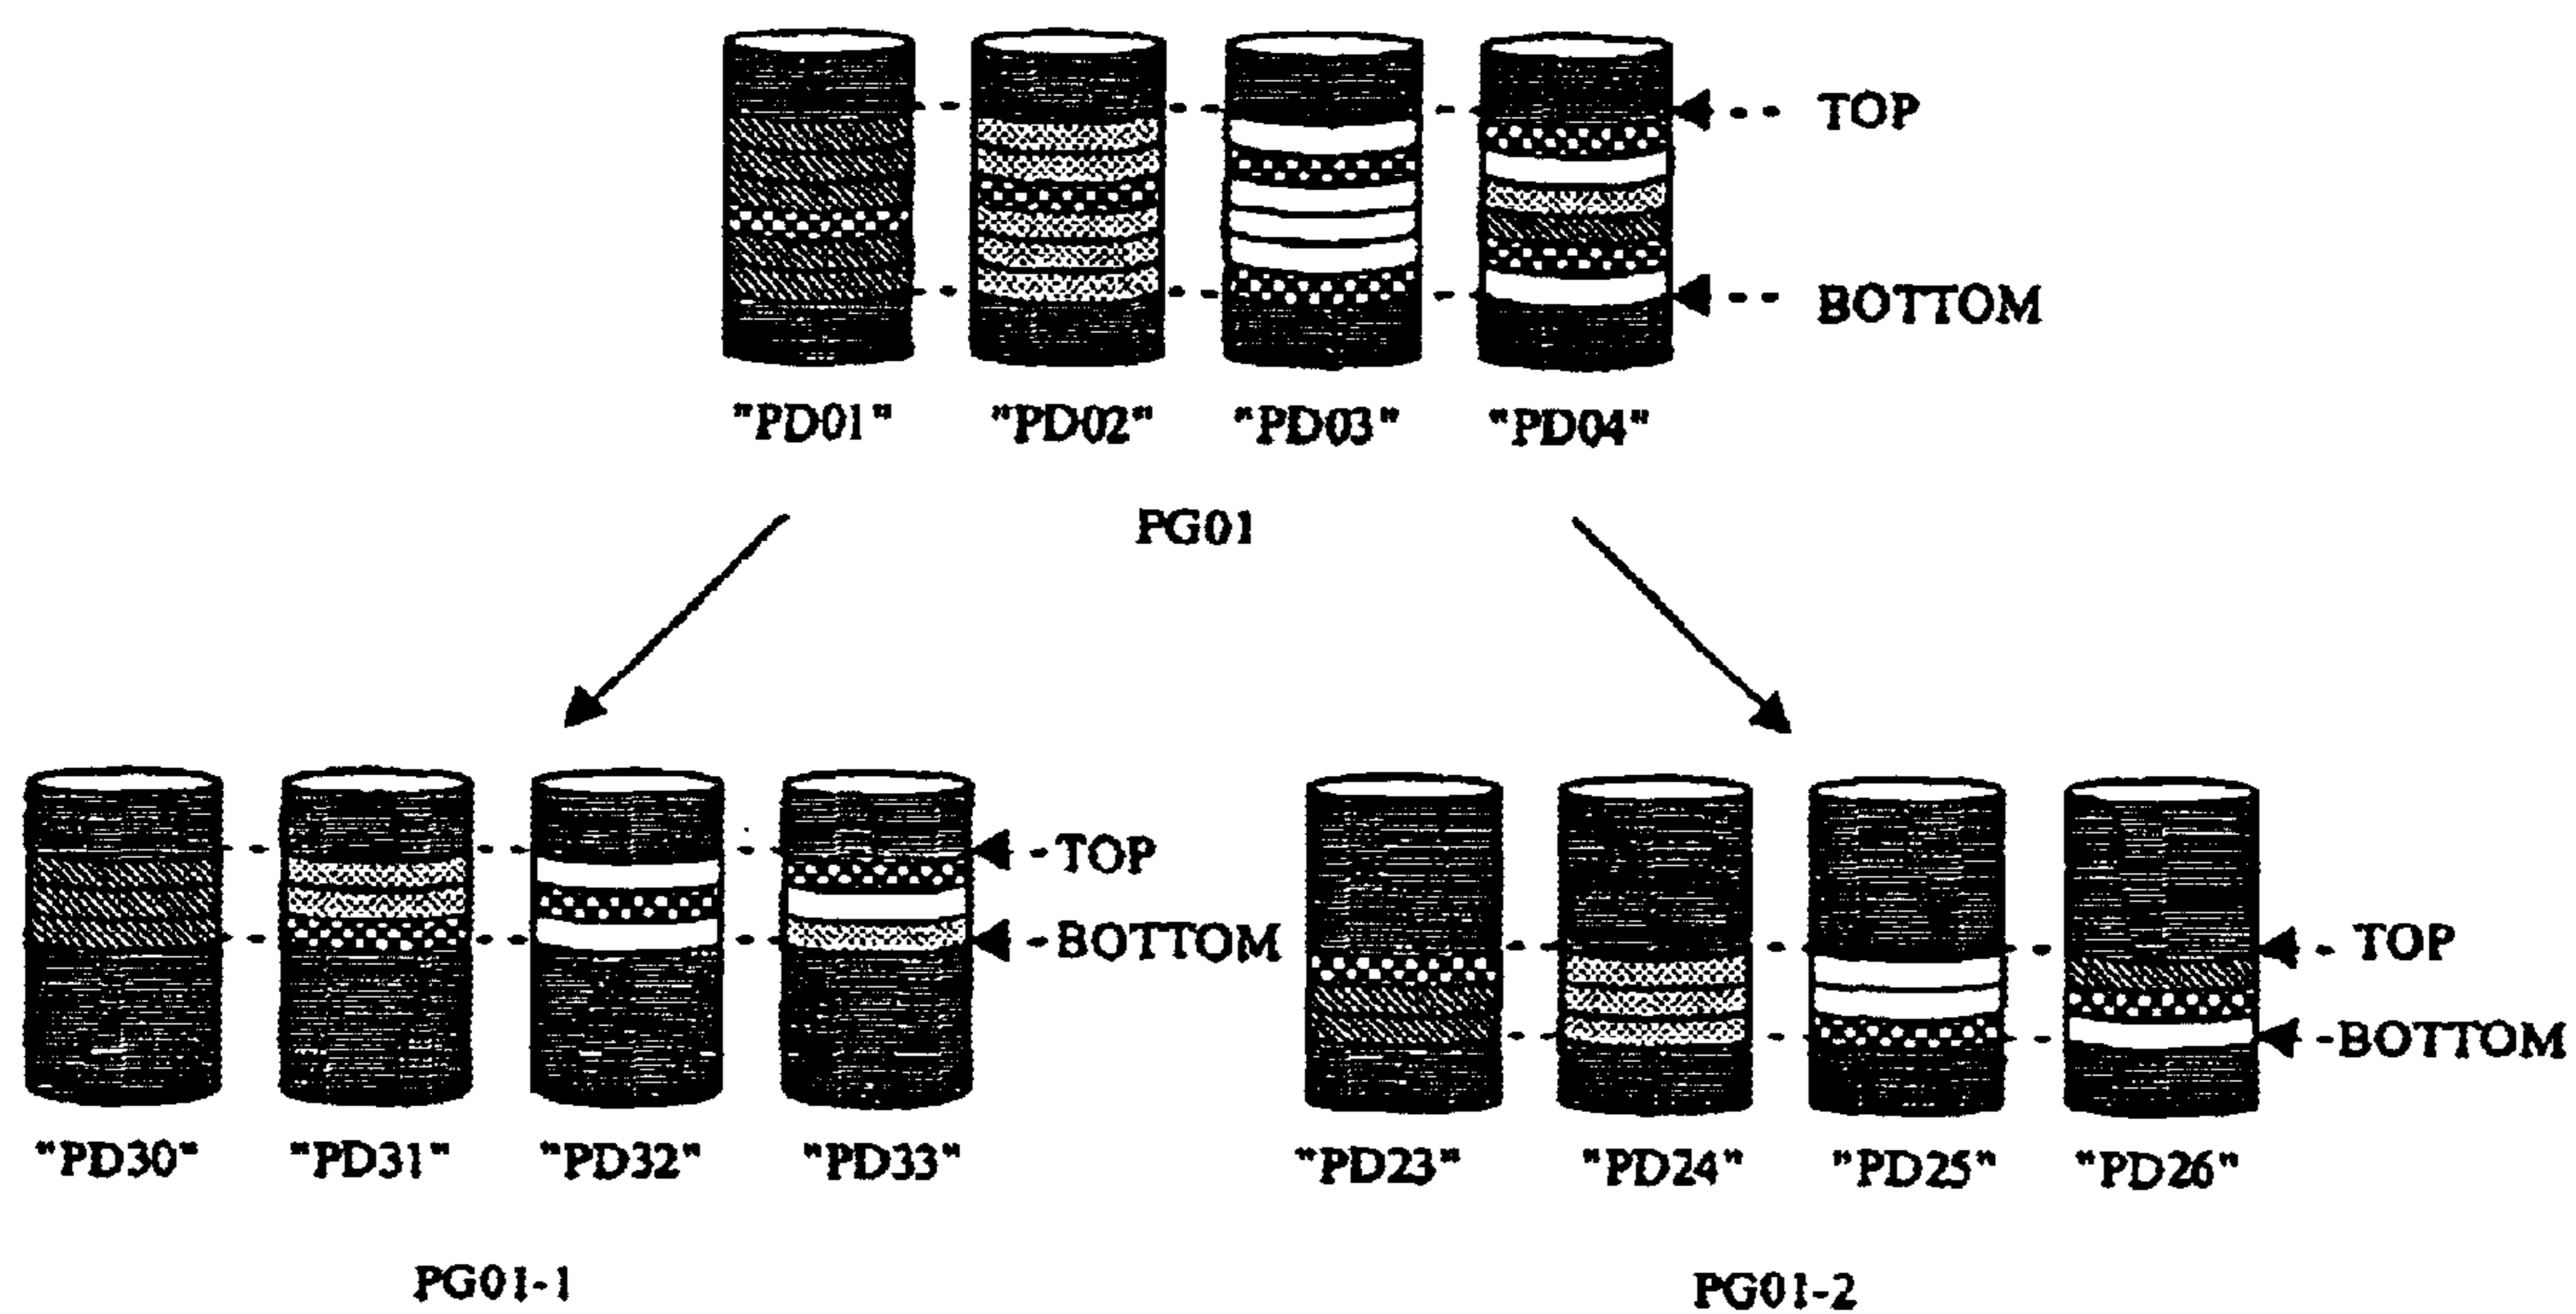 TOP
BOTTOM
"PD01" "PD02" "PD03" "PD04"
PG01
TOP
BOTTOM
"PD30" "PD31" "PD32" "PD33"
PG01-1
TOP
BOTTOM
"PD23" "PD24" "PD25" "PD26"
PG01-2